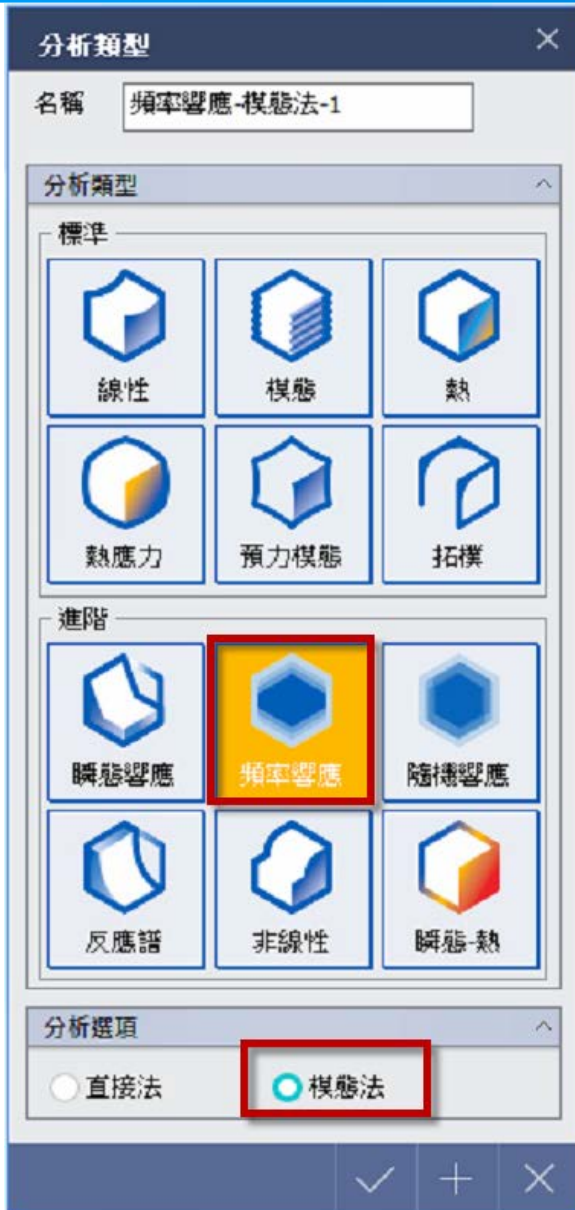 分析類型
名稱 頻率響應-模態法-1
分析類型
標準
線性 模態 熱
熱應力 預力模態 拓樸
進階
瞬態響應 頻率響應 隨機響應
反應譜 非線性 瞬態-熱
分析選項
直接法 模態法